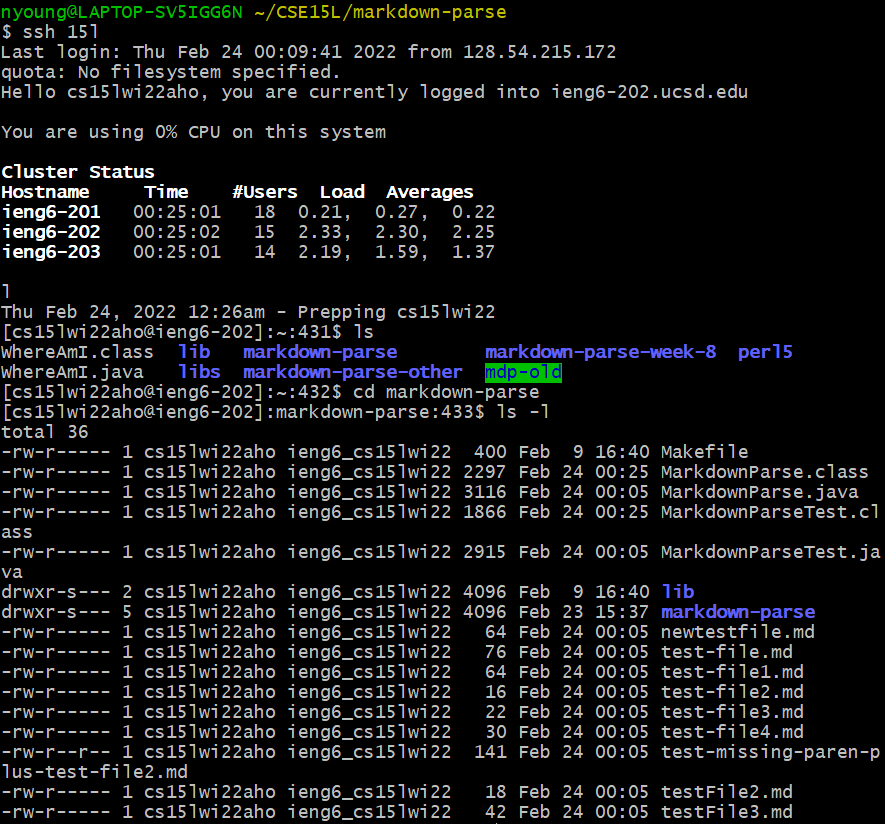 nyoung@LAPTOP-SV5IGG6N ~/CSE15L/markdown-parse
$ ssh 15l
Last login: Thu Feb 24 00:09:41 2022 from 128.54.215.172
quota: No filesystem specified.
Hello cs15lwi22aho, you are currently logged into ieng6-202.ucsd.edu

You are using 0% CPU on this system

Cluster Status
Hostname     Time    #Users  Load  Averages
ieng6-201   00:25:01   18  0.21,  0.27,  0.22
ieng6-202   00:25:02   15  2.33,  2.30,  2.25
ieng6-203   00:25:01   14  2.19,  1.59,  1.37

l
Thu Feb 24, 2022 12:26am - Prepping cs15lwi22
[cs15lwi22aho@ieng6-202]:~:431$ ls
WhereAmI.class  lib   markdown-parse        markdown-parse-week-8  perl5
WhereAmI.java   libs  markdown-parse-other  mdp-old
[cs15lwi22aho@ieng6-202]:~:432$ cd markdown-parse
[cs15lwi22aho@ieng6-202]:markdown-parse:433$ ls -l
total 36
-rw-r----- 1 cs15lwi22aho ieng6_cs15lwi22  400 Feb  9 16:40 Makefile
-rw-r----- 1 cs15lwi22aho ieng6_cs15lwi22 2297 Feb 24 00:25 MarkdownParse.class
-rw-r----- 1 cs15lwi22aho ieng6_cs15lwi22 3116 Feb 24 00:05 MarkdownParse.java
-rw-r----- 1 cs15lwi22aho ieng6_cs15lwi22 1866 Feb 24 00:25 MarkdownParseTest.cl
ass
-rw-r----- 1 cs15lwi22aho ieng6_cs15lwi22 2915 Feb 24 00:05 MarkdownParseTest.ja
va
drwxr-s--- 2 cs15lwi22aho ieng6_cs15lwi22 4096 Feb  9 16:40 lib
drwxr-s--- 5 cs15lwi22aho ieng6_cs15lwi22 4096 Feb 23 15:37 markdown-parse
-rw-r----- 1 cs15lwi22aho ieng6_cs15lwi22   64 Feb 24 00:05 newtestfile.md
-rw-r----- 1 cs15lwi22aho ieng6_cs15lwi22   76 Feb 24 00:05 test-file.md
-rw-r----- 1 cs15lwi22aho ieng6_cs15lwi22   64 Feb 24 00:05 test-file1.md
-rw-r----- 1 cs15lwi22aho ieng6_cs15lwi22   16 Feb 24 00:05 test-file2.md
-rw-r----- 1 cs15lwi22aho ieng6_cs15lwi22   22 Feb 24 00:05 test-file3.md
-rw-r----- 1 cs15lwi22aho ieng6_cs15lwi22   30 Feb 24 00:05 test-file4.md
-rw-r--r-- 1 cs15lwi22aho ieng6_cs15lwi22  141 Feb 24 00:05 test-missing-paren-p
lus-test-file2.md
-rw-r----- 1 cs15lwi22aho ieng6_cs15lwi22   18 Feb 24 00:05 testFile2.md
-rw-r----- 1 cs15lwi22aho ieng6_cs15lwi22   42 Feb 24 00:05 testFile3.md